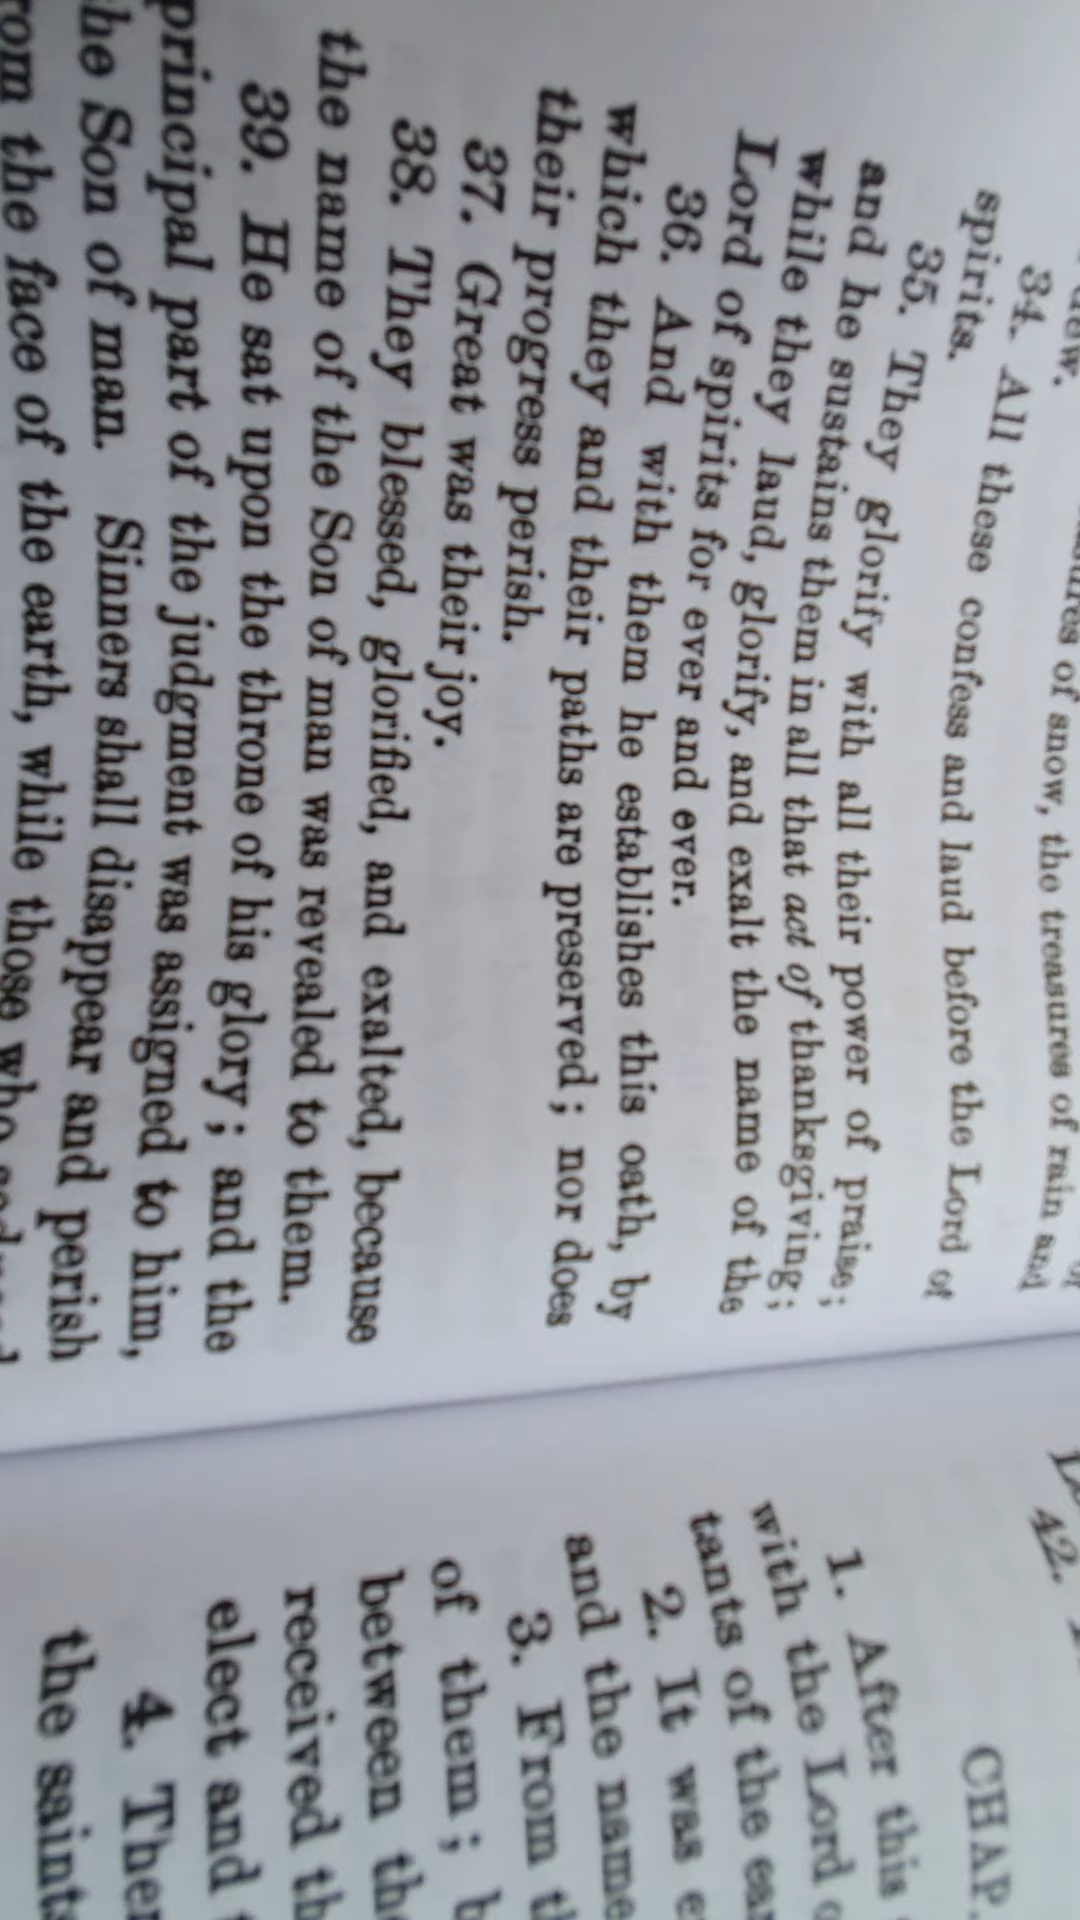 of snow, the treasures of rain and
34. All these confess and laud before the Lord of
spirits.
35. They glorify with all their power of praise;
and he sustains them in all that act of thanksgiving;
while they laud, glorify, and exalt the name of the
Lord of spirits for ever and ever.
36. And with them he establishes this oath, by
which they and their paths are preserved; nor does
their progress perish.
37. Great was their joy.
38. They blessed, glorified, and exalted, because
the name of the Son of man was revealed to them.
39. He sat upon the throne of his glory; and the
principal part of the judgment was assigned to him,
the Son of man. Sinners shall disappear and perish
the face of the earth, while those who
42.
CHAP.
1. After this
with the Lord
tants of the
2. It was
and the name
3. From
of them;
between
received
elect and
4.
the